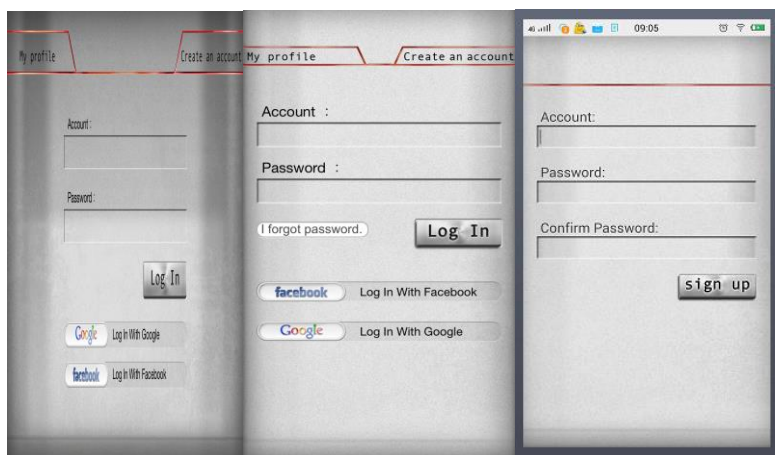 My profile
Create an account
Account :
Password :
Log In
Google Log In With Google
facebook Log In With Facebook
My profile
Create an account
Account :
Password :
I forgot password.
Log In
facebook Log In With Facebook
Google Log In With Google
4G 09:05
Account:
Password:
Confirm Password:
sign up